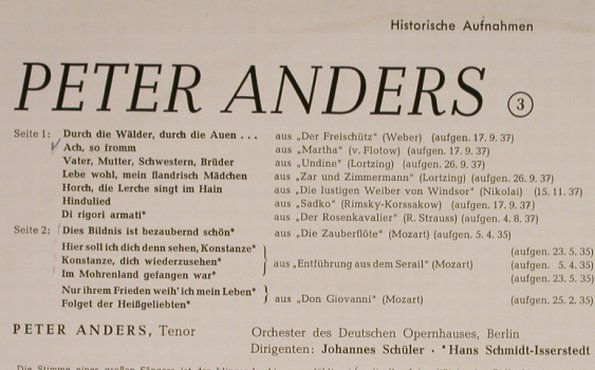 Historische Aufnahmen
PETER ANDERS ③
Seite 1: Durch die Wälder, durch die Auen . . . aus „Der Freischütz“ (Weber) (aufgen. 17. 9. 37)
Ach, so fromm aus „Martha“ (v. Flotow) (aufgen. 17. 9. 37)
Vater, Mutter, Schwestern, Brüder aus „Undine“ (Lortzing) (aufgen. 26. 9. 37)
Lebe wohl, mein flandrisch Mädchen aus „Zar und Zimmermann“ (Lortzing) (aufgen. 26. 9. 37)
Horch, die Lerche singt im Hain aus „Die lustigen Weiber von Windsor“ (Nikolai) (15. 11. 37)
Hindulied aus „Sadko“ (Rimsky-Korssakow) (aufgen. 17. 9. 37)
Di rigori armati* aus „Der Rosenkavalier“ (R. Strauss) (aufgen. 4. 8. 37)
Seite 2: Dies Bildnis ist bezaubernd schön* aus „Die Zauberflöte“ (Mozart) (aufgen. 5. 4. 35)
Hier soll ich dich denn sehen, Konstanze* (aufgen. 23. 5. 35)
Konstanze, dich wiederzusehen* aus „Entführung aus dem Serail“ (Mozart) (aufgen. 5. 4. 35)
Im Mohrenland gefangen war* (aufgen. 23. 5. 35)
Nur ihrem Frieden weih' ich mein Leben*
Folget der Heißgeliebten* aus „Don Giovanni“ (Mozart) (aufgen. 25. 2. 35)
PETER ANDERS, Tenor Orchester des Deutschen Opernhauses, Berlin
Dirigenten: Johannes Schüler · *Hans Schmidt-Isserstedt